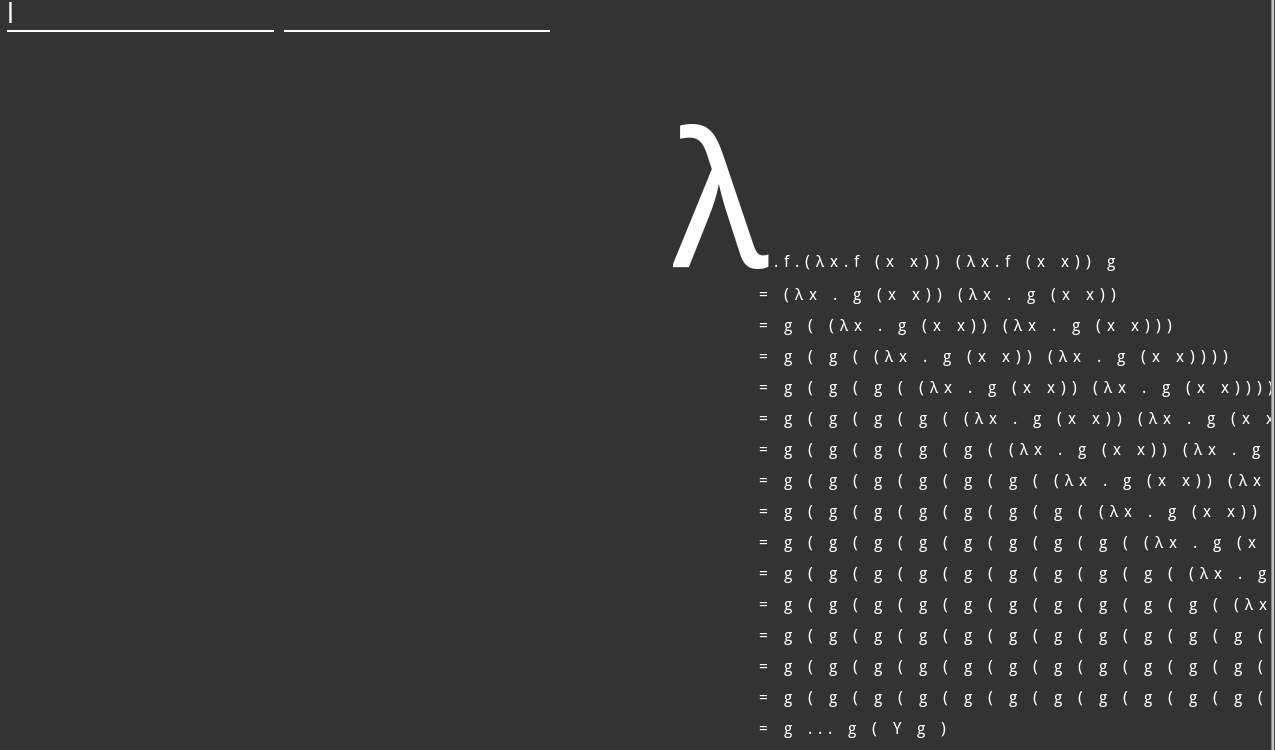 λ.f.(λx.f (x x)) (λx.f (x x)) g
= (λx . g (x x)) (λx . g (x x))
= g ( (λx . g (x x)) (λx . g (x x)))
= g ( g ( (λx . g (x x)) (λx . g (x x))))
= g ( g ( g ( (λx . g (x x)) (λx . g (x x))))
= g ( g ( g ( g ( (λx . g (x x)) (λx . g (x x
= g ( g ( g ( g ( g ( (λx . g (x x)) (λx . g
= g ( g ( g ( g ( g ( g ( (λx . g (x x)) (λx
= g ( g ( g ( g ( g ( g ( g ( (λx . g (x x))
= g ( g ( g ( g ( g ( g ( g ( g ( (λx . g (x
= g ( g ( g ( g ( g ( g ( g ( g ( g ( (λx . g
= g ( g ( g ( g ( g ( g ( g ( g ( g ( g ( (λx
= g ( g ( g ( g ( g ( g ( g ( g ( g ( g ( g (
= g ( g ( g ( g ( g ( g ( g ( g ( g ( g ( g (
= g ( g ( g ( g ( g ( g ( g ( g ( g ( g ( g (
= g ... g ( Y g )